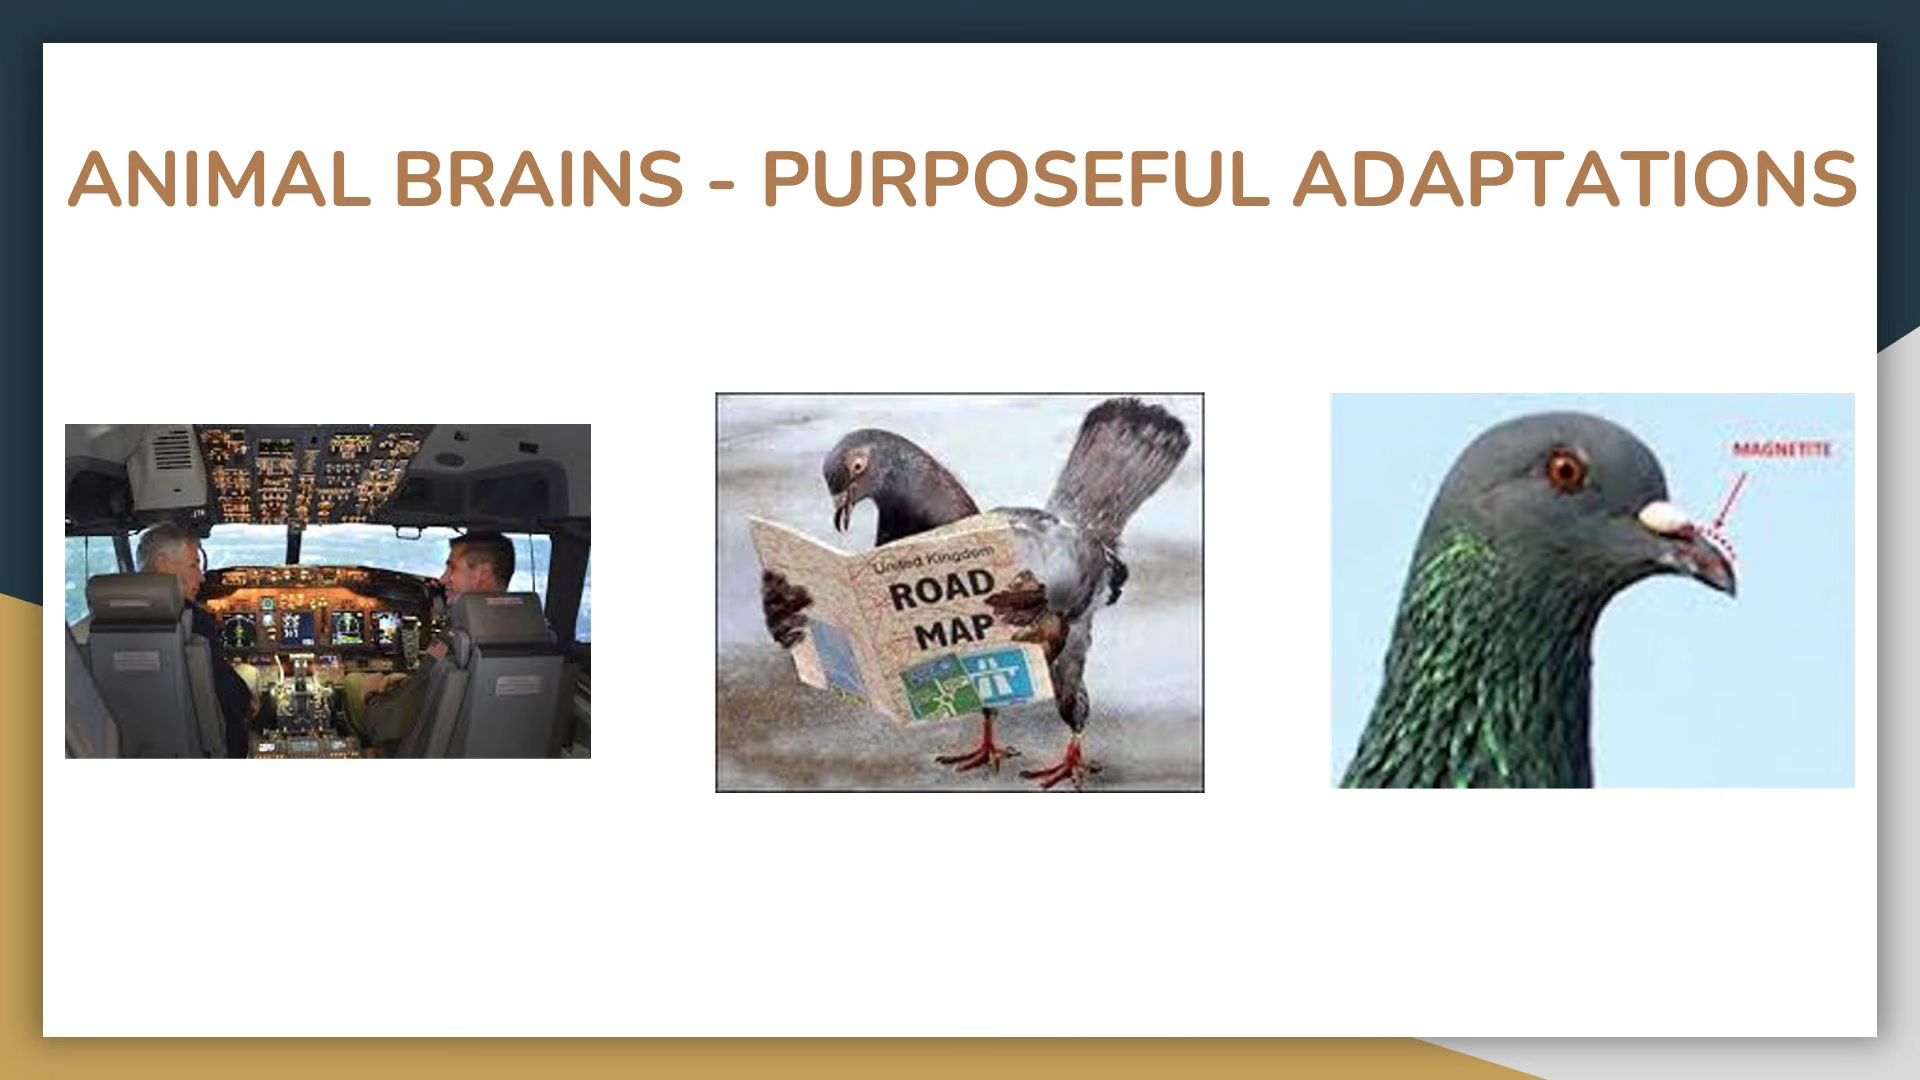 ANIMAL BRAINS - PURPOSEFUL ADAPTATIONS
United Kingdom
ROAD
MAP
MAGNETITE